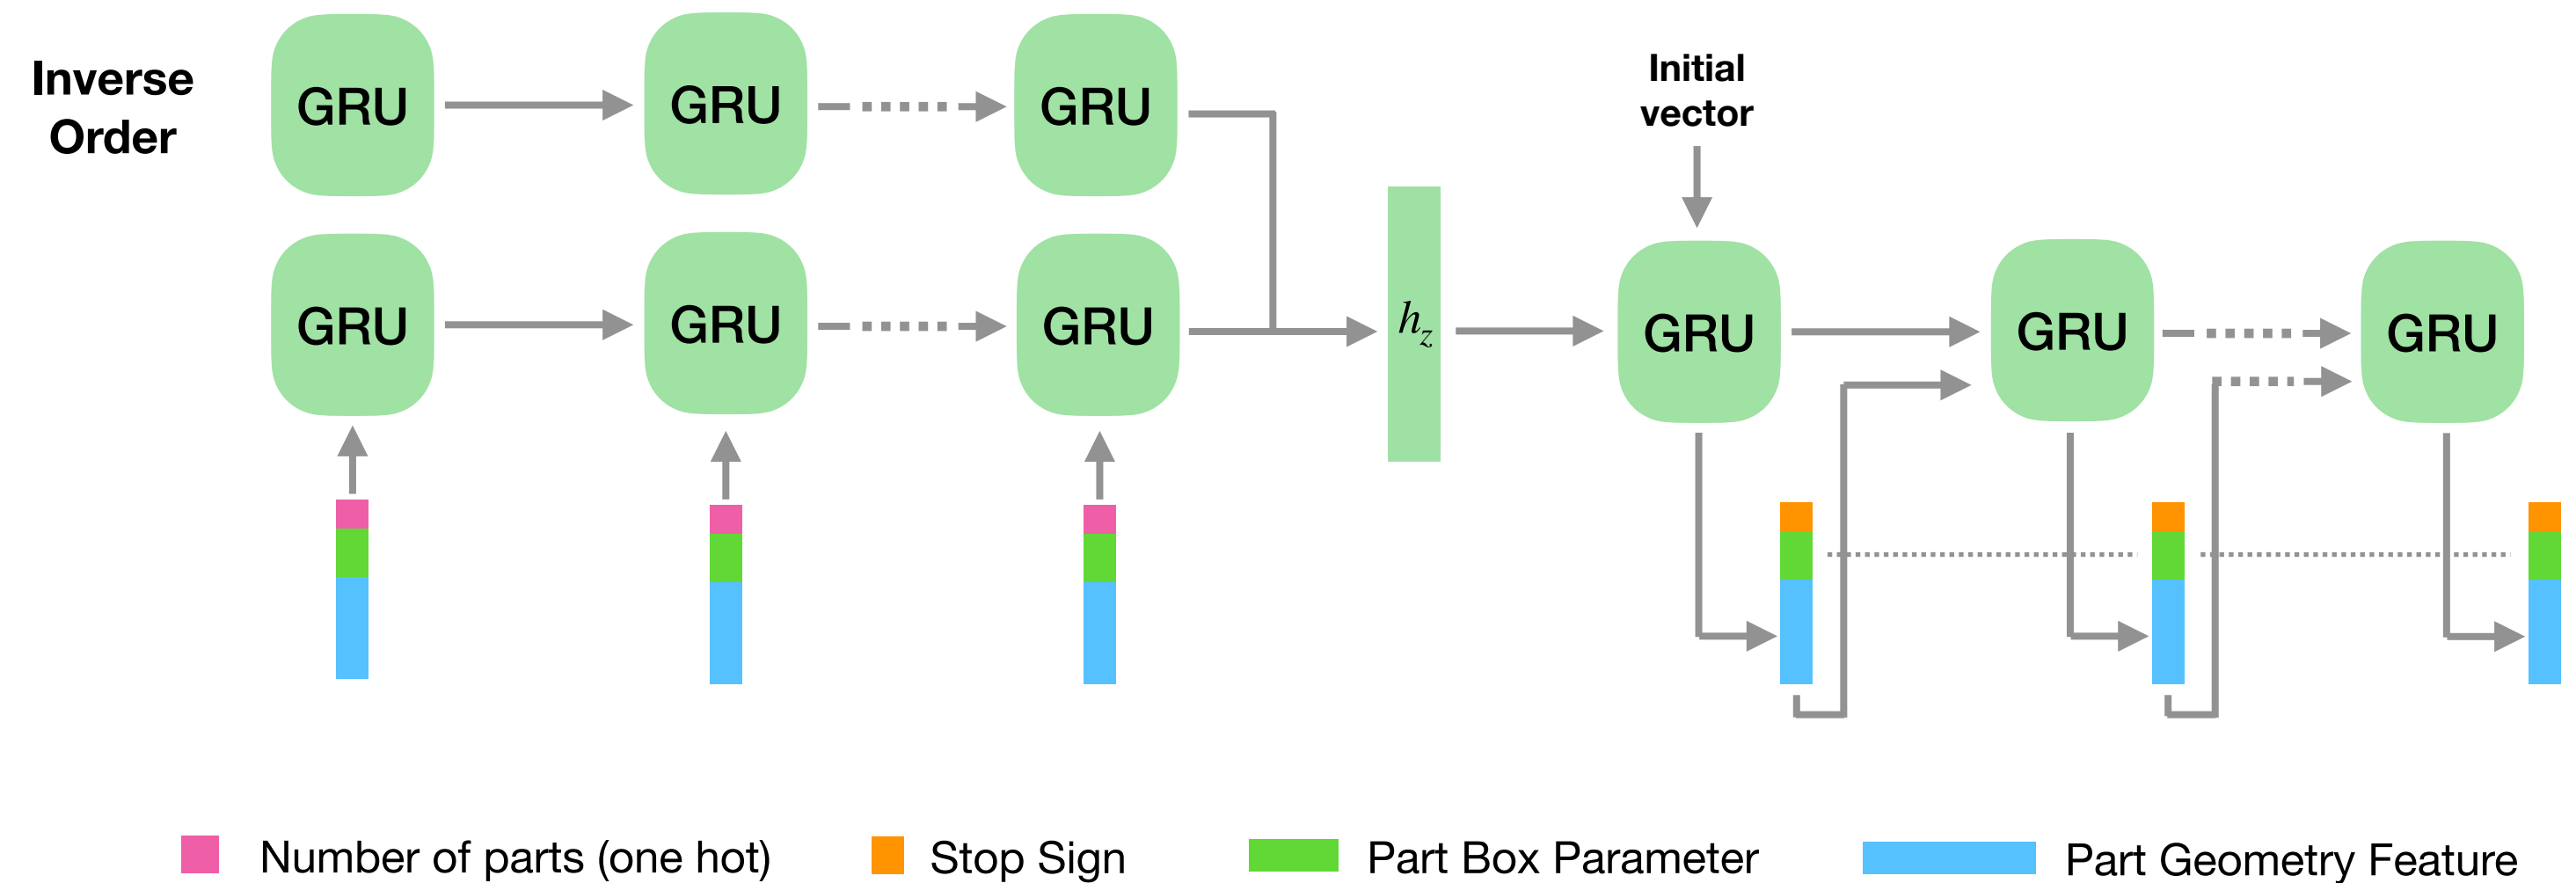 Inverse
Order
GRU
GRU
GRU
Initial
vector
GRU
GRU
GRU
h_z
GRU
GRU
GRU
Number of parts (one hot)
Stop Sign
Part Box Parameter
Part Geometry Feature